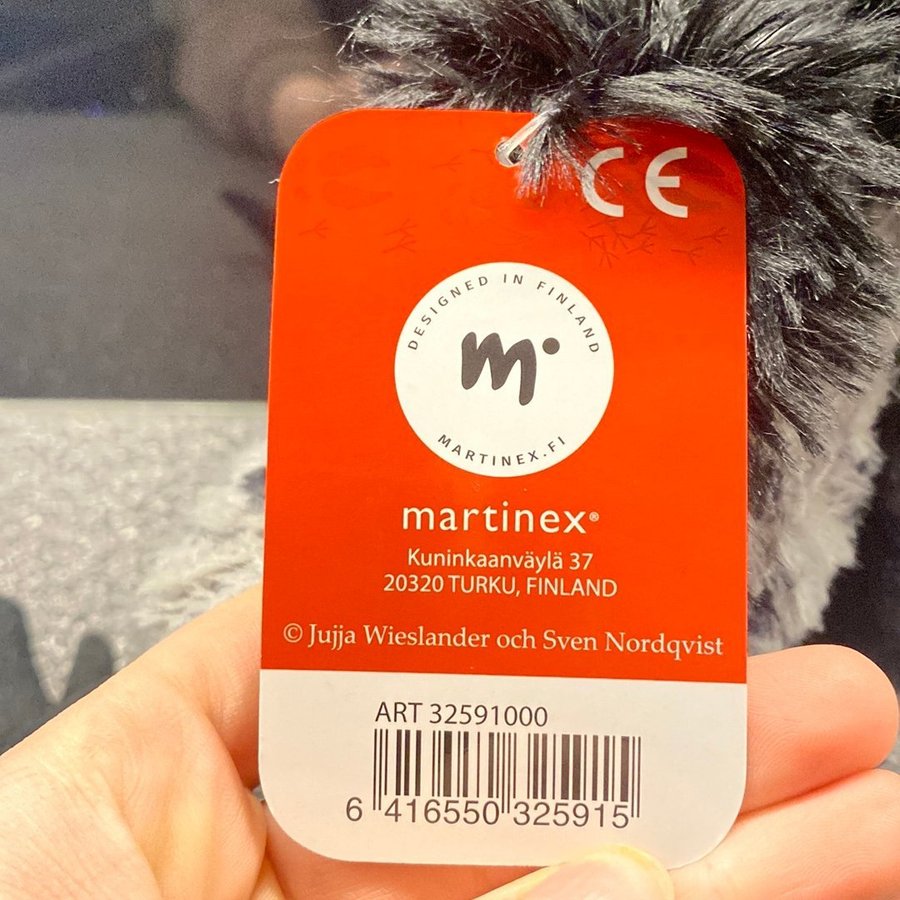 CE
DESIGNED IN FINLAND
m
MARTINEX.FI
martinex®
Kuninkaanväylä 37
20320 TURKU, FINLAND
© Jujja Wieslander och Sven Nordqvist
ART 32591000
6 416550 325915